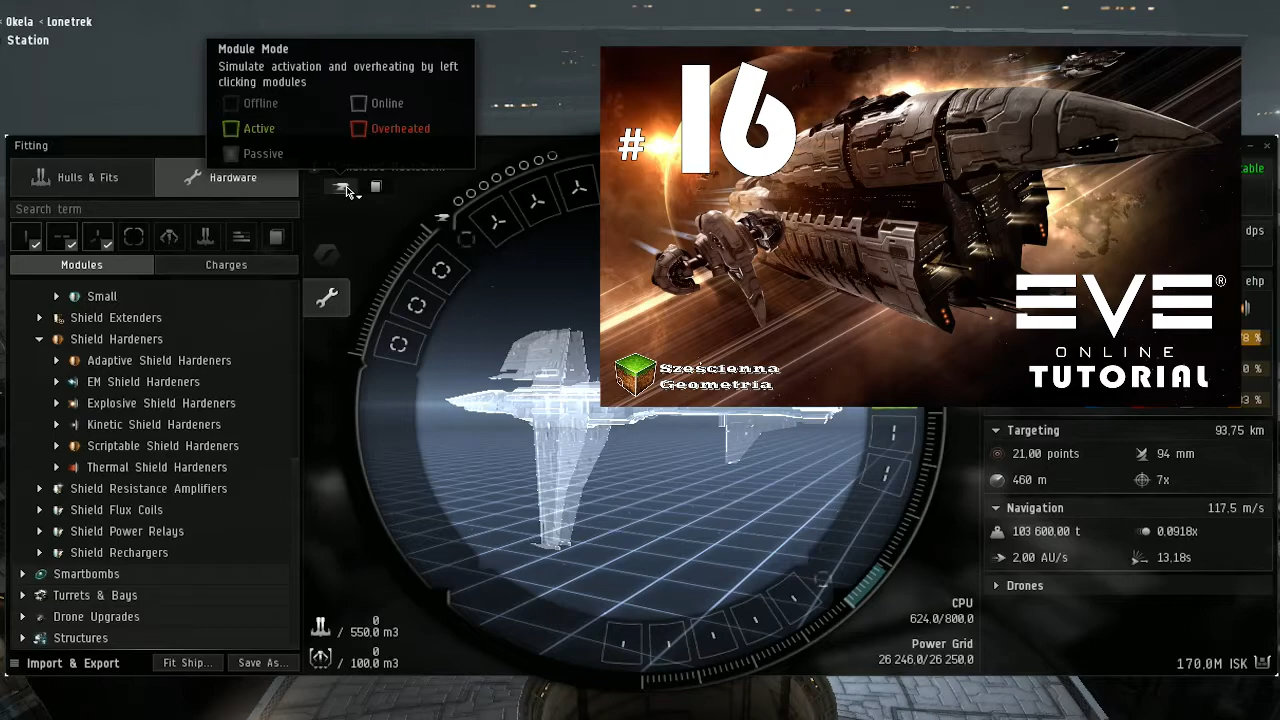 < Okela < Lonetrek
Station
Module Mode
Simulate activation and overheating by left
clicking modules
Offline
Online
Active
Overheated
Passive
#16
EVE®
ONLINE
TUTORIAL
Sześcienna
Geometria
Fitting
Hulls & Fits
Hardware
Search term
Modules
Charges
Small
Shield Extenders
Shield Hardeners
Adaptive Shield Hardeners
EM Shield Hardeners
Explosive Shield Hardeners
Kinetic Shield Hardeners
Scriptable Shield Hardeners
Thermal Shield Hardeners
Shield Resistance Amplifiers
Shield Flux Coils
Shield Power Relays
Shield Rechargers
Smartbombs
Turrets & Bays
Drone Upgrades
Structures
Import & Export
Fit Ship...
Save As...
0
/ 550.0 m3
0
/ 100.0 m3
CPU
624.0/800.0
Power Grid
26 246.0/26 250.0
dps
ehp
Targeting
93,75 km
21.00 points
94 mm
460 m
7x
Navigation
117,5 m/s
103 600.00 t
0.0918x
2.00 AU/s
13,18s
Drones
170.0M ISK